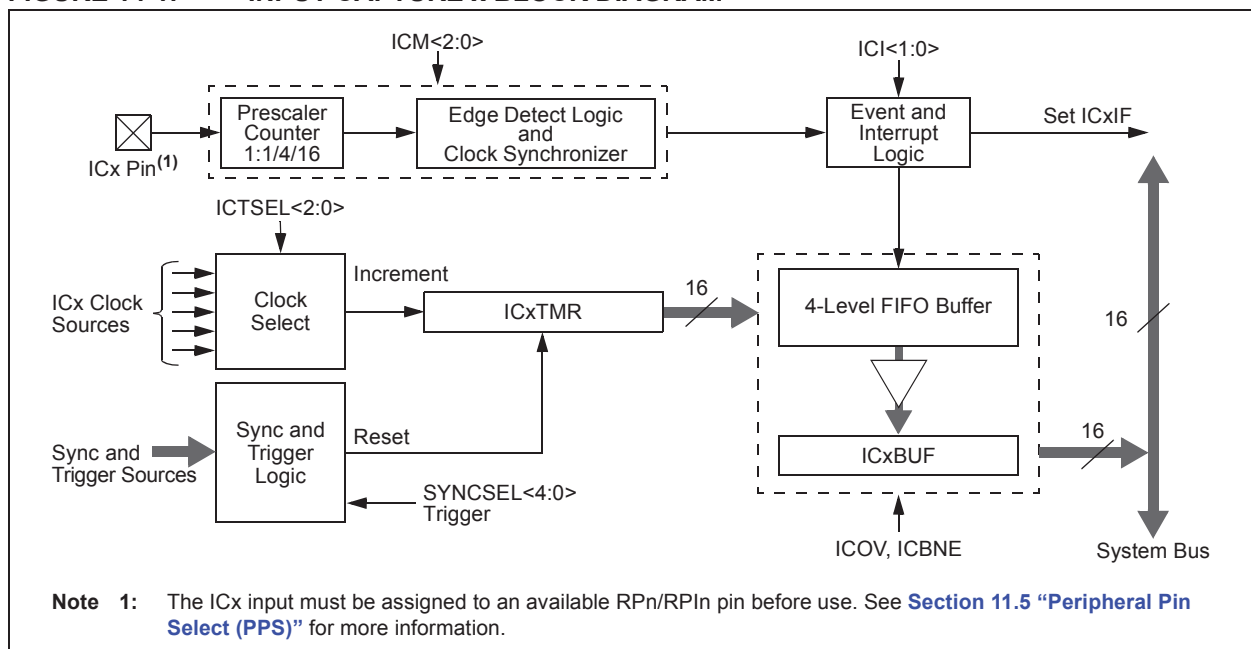 ICM<2:0>
ICI<1:0>
Prescaler
Counter
1:1/4/16
Edge Detect Logic
and
Clock Synchronizer
Event and
Interrupt
Logic
Set ICxIF
ICx Pin(1)
ICTSEL<2:0>
ICx Clock
Sources
Clock
Select
Increment
ICxTMR
16
4-Level FIFO Buffer
16
Sync and
Trigger Sources
Sync and
Trigger
Logic
Reset
SYNCSEL<4:0>
Trigger
ICxBUF
16
ICOV, ICBNE
System Bus
Note 1: The ICx input must be assigned to an available RPn/RPIn pin before use. See Section 11.5 “Peripheral Pin
Select (PPS)” for more information.